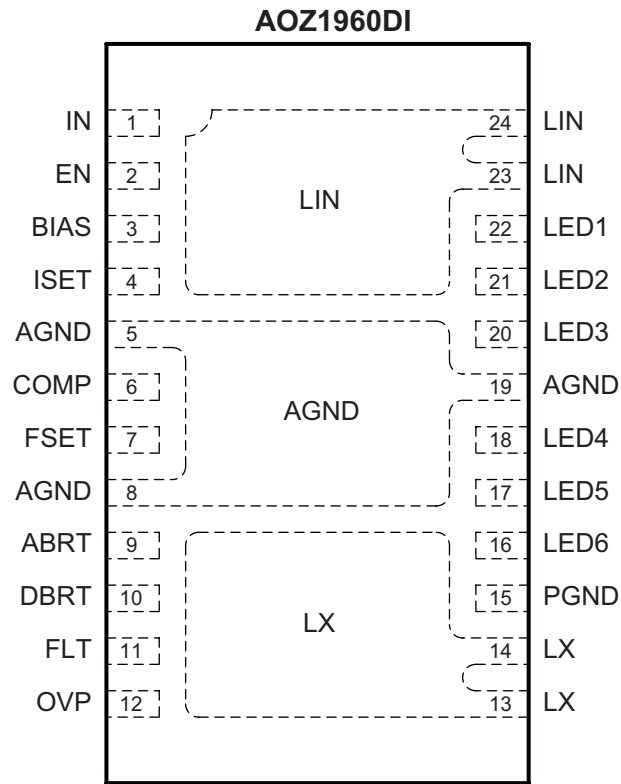 AOZ1960DI
IN 1 24 LIN
EN 2 23 LIN
LIN
BIAS 3 22 LED1
ISET 4 21 LED2
AGND 5 20 LED3
COMP 6 19 AGND
AGND
FSET 7 18 LED4
AGND 8 17 LED5
ABRT 9 16 LED6
DBRT 10 15 PGND
LX
FLT 11 14 LX
OVP 12 13 LX